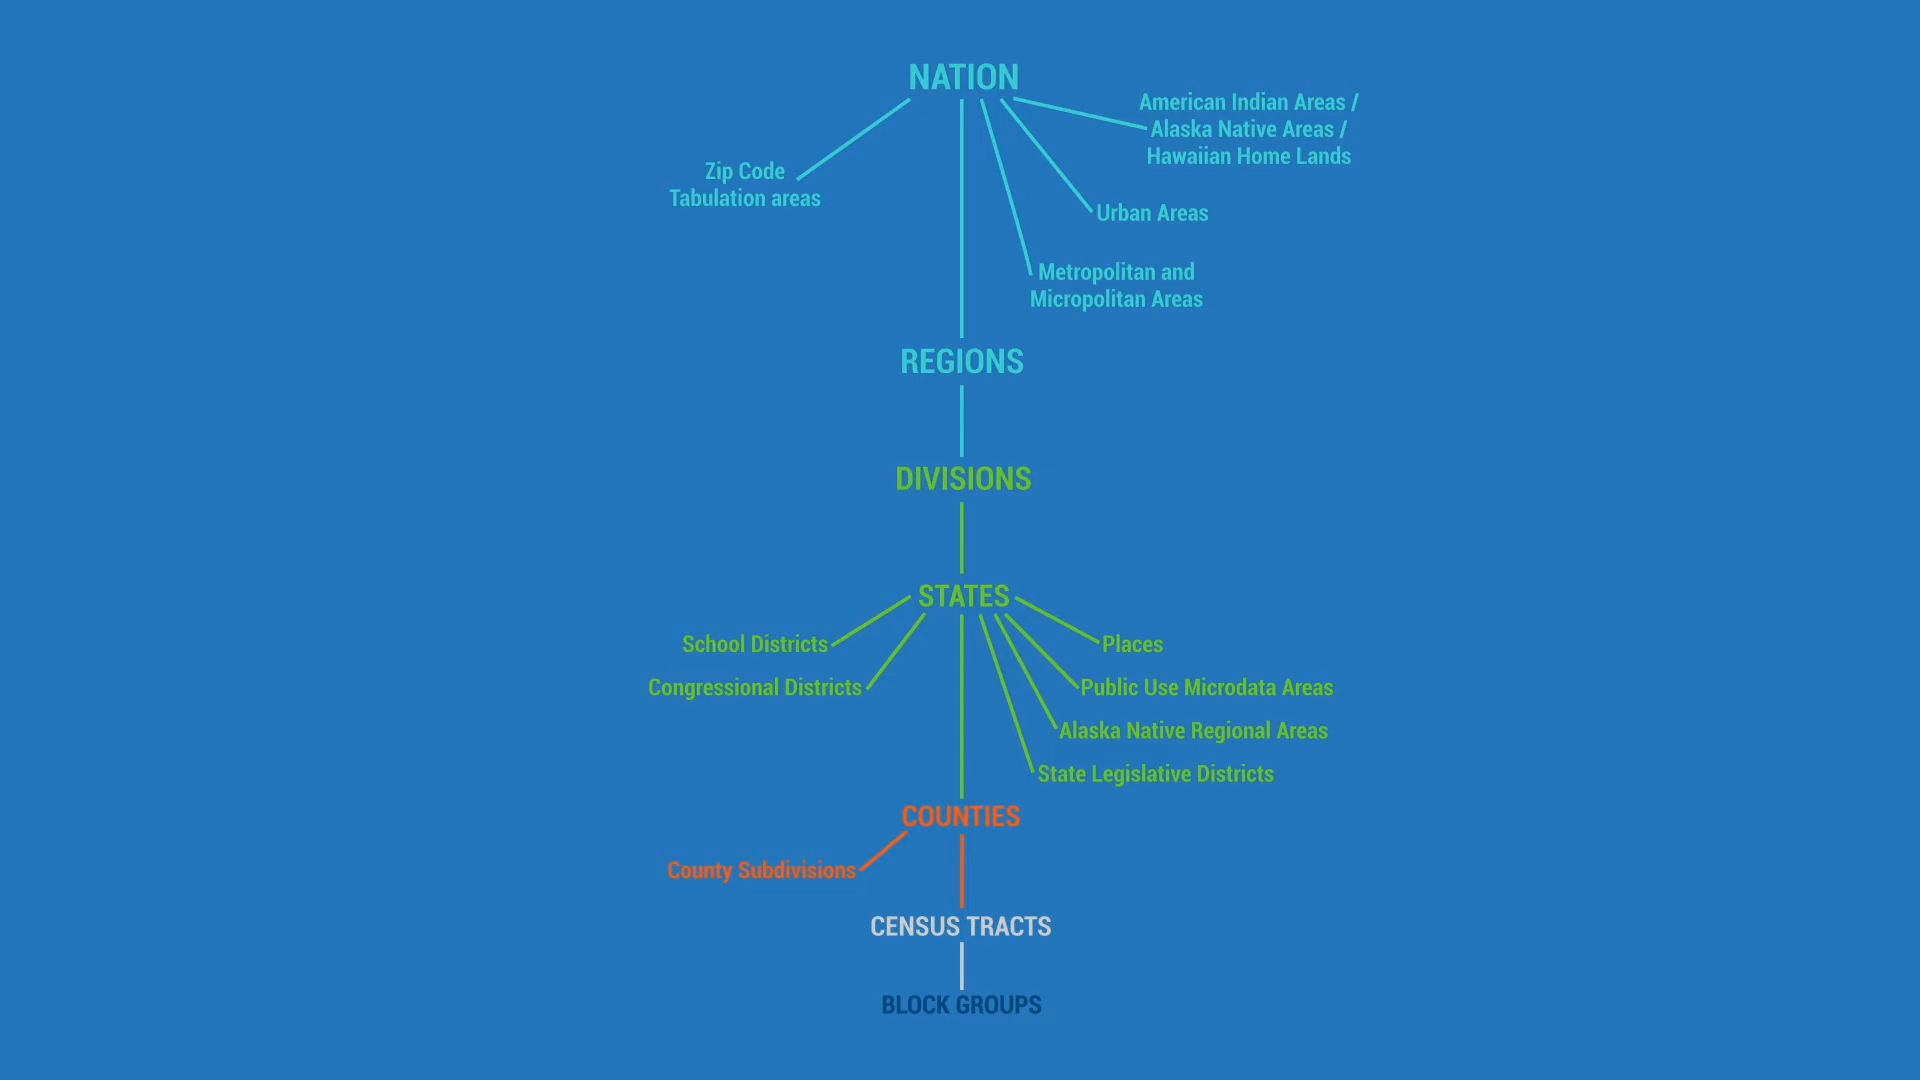 NATION
American Indian Areas /
Alaska Native Areas /
Hawaiian Home Lands
Zip Code
Tabulation areas
Urban Areas
Metropolitan and
Micropolitan Areas
REGIONS
DIVISIONS
STATES
School Districts
Places
Congressional Districts
Public Use Microdata Areas
Alaska Native Regional Areas
State Legislative Districts
COUNTIES
County Subdivisions
CENSUS TRACTS
BLOCK GROUPS